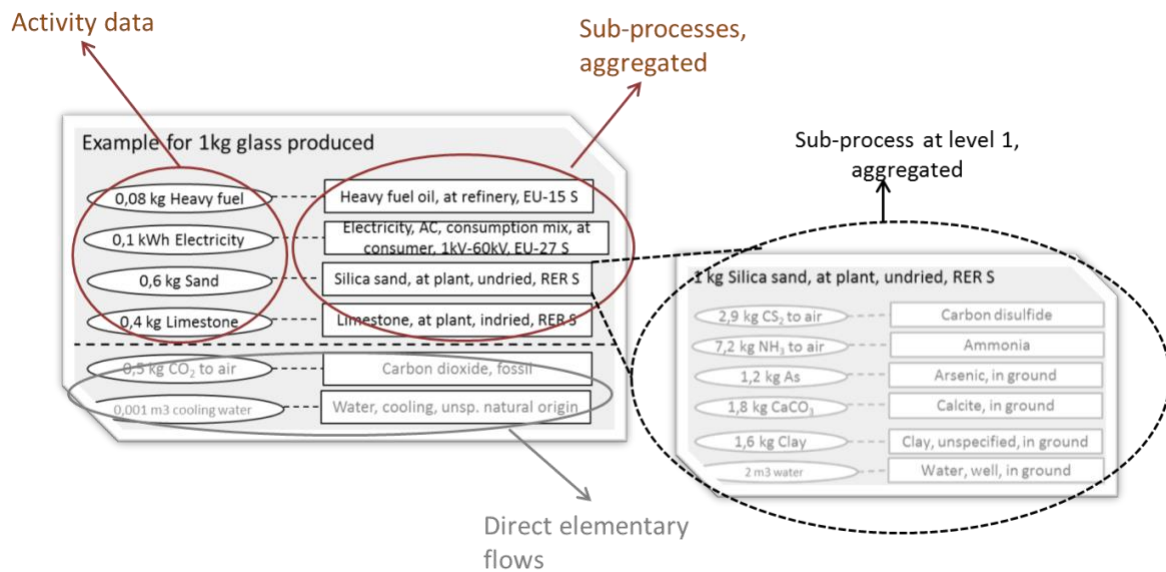 Activity data
Sub-processes,
aggregated
Example for 1kg glass produced
0,08 kg Heavy fuel
Heavy fuel oil, at refinery, EU-15 S
0,1 kWh Electricity
Electricity, AC, consumption mix, at
consumer, 1kV-60kV, EU-27 S
0,6 kg Sand
Silica sand, at plant, undried, RER S
0,4 kg Limestone
Limestone, at plant, indried, RER S
0,5 kg CO₂ to air
Carbon dioxide, fossil
0,001 m3 cooling water
Water, cooling, unsp. natural origin
Direct elementary
flows
Sub-process at level 1,
aggregated
1 kg Silica sand, at plant, undried, RER S
2,9 kg CS₂ to air
Carbon disulfide
7,2 kg NH₃ to air
Ammonia
1,2 kg As
Arsenic, in ground
1,8 kg CaCO₃
Calcite, in ground
1,6 kg Clay
Clay, unspecified, in ground
2 m3 water
Water, well, in ground